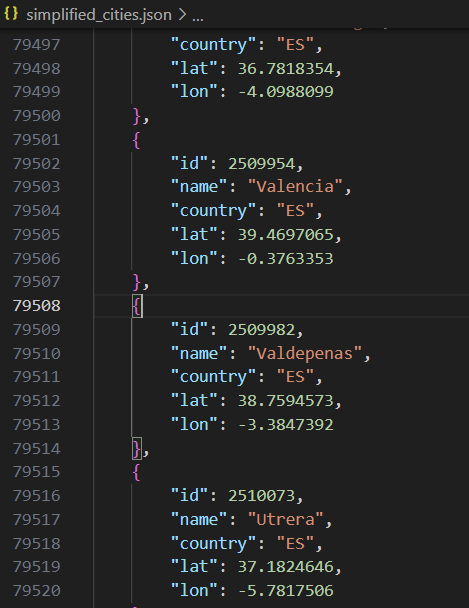 {} simplified_cities.json > ...
79497 "country": "ES",
79498 "lat": 36.7818354,
79499 "lon": -4.0988099
79500 },
79501 {
79502 "id": 2509954,
79503 "name": "Valencia",
79504 "country": "ES",
79505 "lat": 39.4697065,
79506 "lon": -0.3763353
79507 },
79508 {
79509 "id": 2509982,
79510 "name": "Valdepenas",
79511 "country": "ES",
79512 "lat": 38.7594573,
79513 "lon": -3.3847392
79514 },
79515 {
79516 "id": 2510073,
79517 "name": "Utrera",
79518 "country": "ES",
79519 "lat": 37.1824646,
79520 "lon": -5.7817506